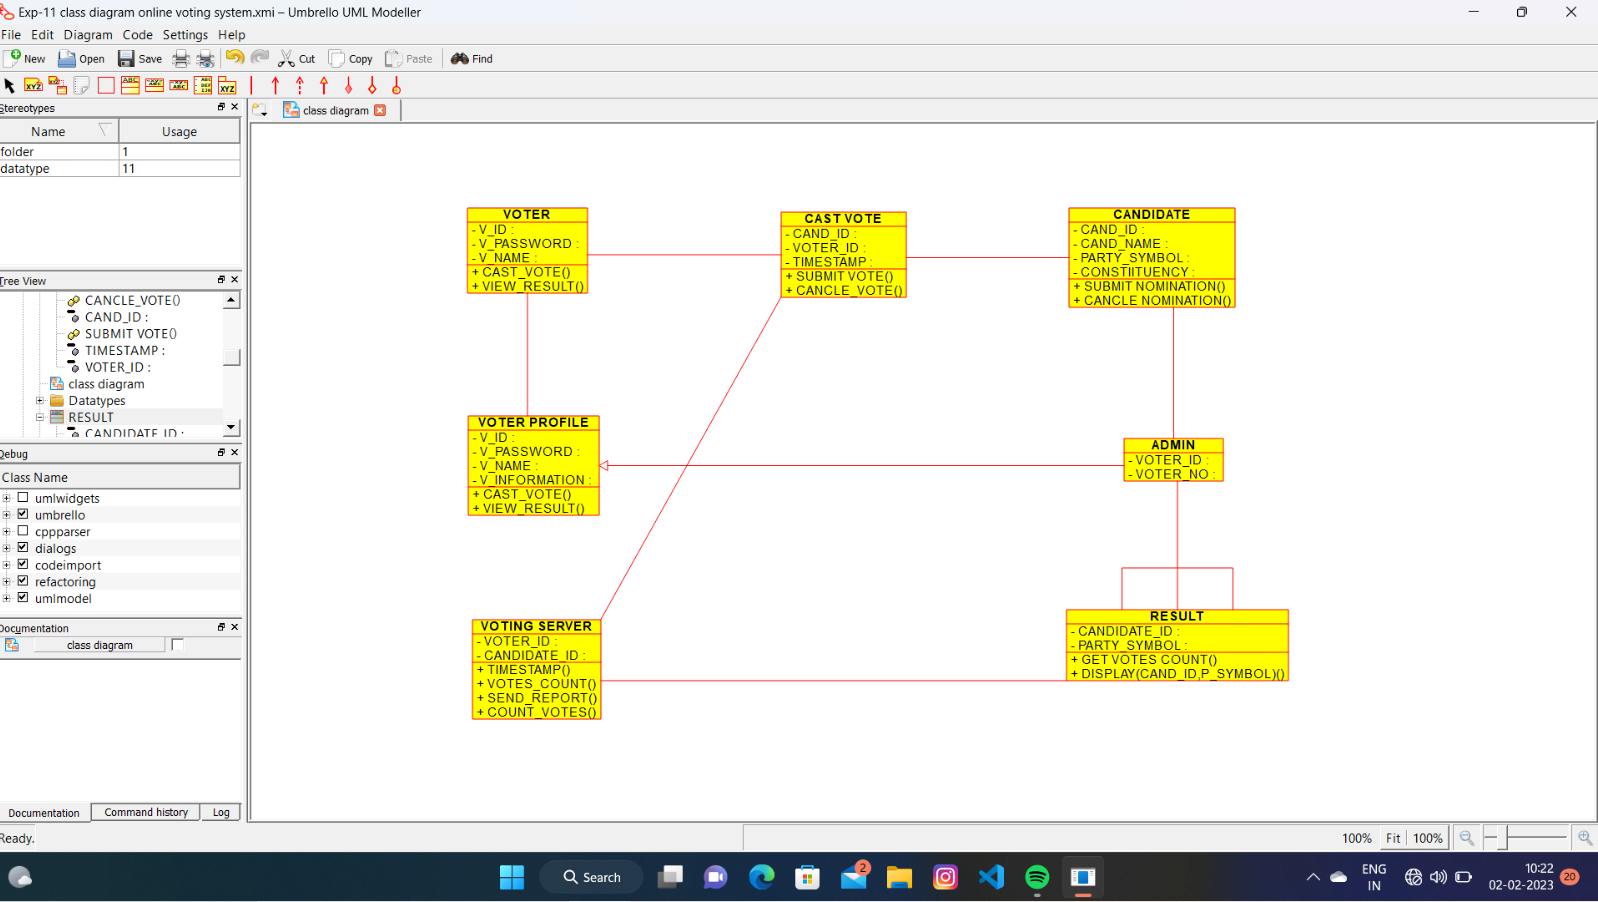 Exp-11 class diagram online voting system.xmi – Umbrello UML Modeller
File Edit Diagram Code Settings Help
New Open Save Cut Copy Paste Find
Stereotypes
class diagram
Name Usage
folder 1
datatype 11
Tree View
CANCLE_VOTE()
CAND_ID :
SUBMIT VOTE()
TIMESTAMP :
VOTER_ID :
class diagram
Datatypes
RESULT
CANDIDATE_ID :
Debug
Class Name
umlwidgets
umbrello
cppparser
dialogs
codeimport
refactoring
umlmodel
Documentation
class diagram
Documentation Command history Log
VOTER
- V_ID :
- V_PASSWORD :
- V_NAME :
+ CAST_VOTE()
+ VIEW_RESULT()
CAST VOTE
- CAND_ID :
- VOTER_ID :
- TIMESTAMP :
+ SUBMIT VOTE()
+ CANCLE_VOTE()
CANDIDATE
- CAND_ID :
- CAND_NAME :
- PARTY_SYMBOL :
- CONSTIITUENCY :
+ SUBMIT NOMINATION()
+ CANCLE NOMINATION()
VOTER PROFILE
- V_ID :
- V_PASSWORD :
- V_NAME :
- V_INFORMATION :
+ CAST_VOTE()
+ VIEW_RESULT()
ADMIN
- VOTER_ID :
- VOTER_NO :
VOTING SERVER
- VOTER_ID :
- CANDIDATE_ID :
+ TIMESTAMP()
+ VOTES_COUNT()
+ SEND_REPORT()
+ COUNT_VOTES()
RESULT
- CANDIDATE_ID :
- PARTY_SYMBOL :
+ GET VOTES COUNT()
+ DISPLAY(CAND_ID,P_SYMBOL)()
Ready.
100% Fit 100%
Search
2
ENG
IN
10:22
02-02-2023
20